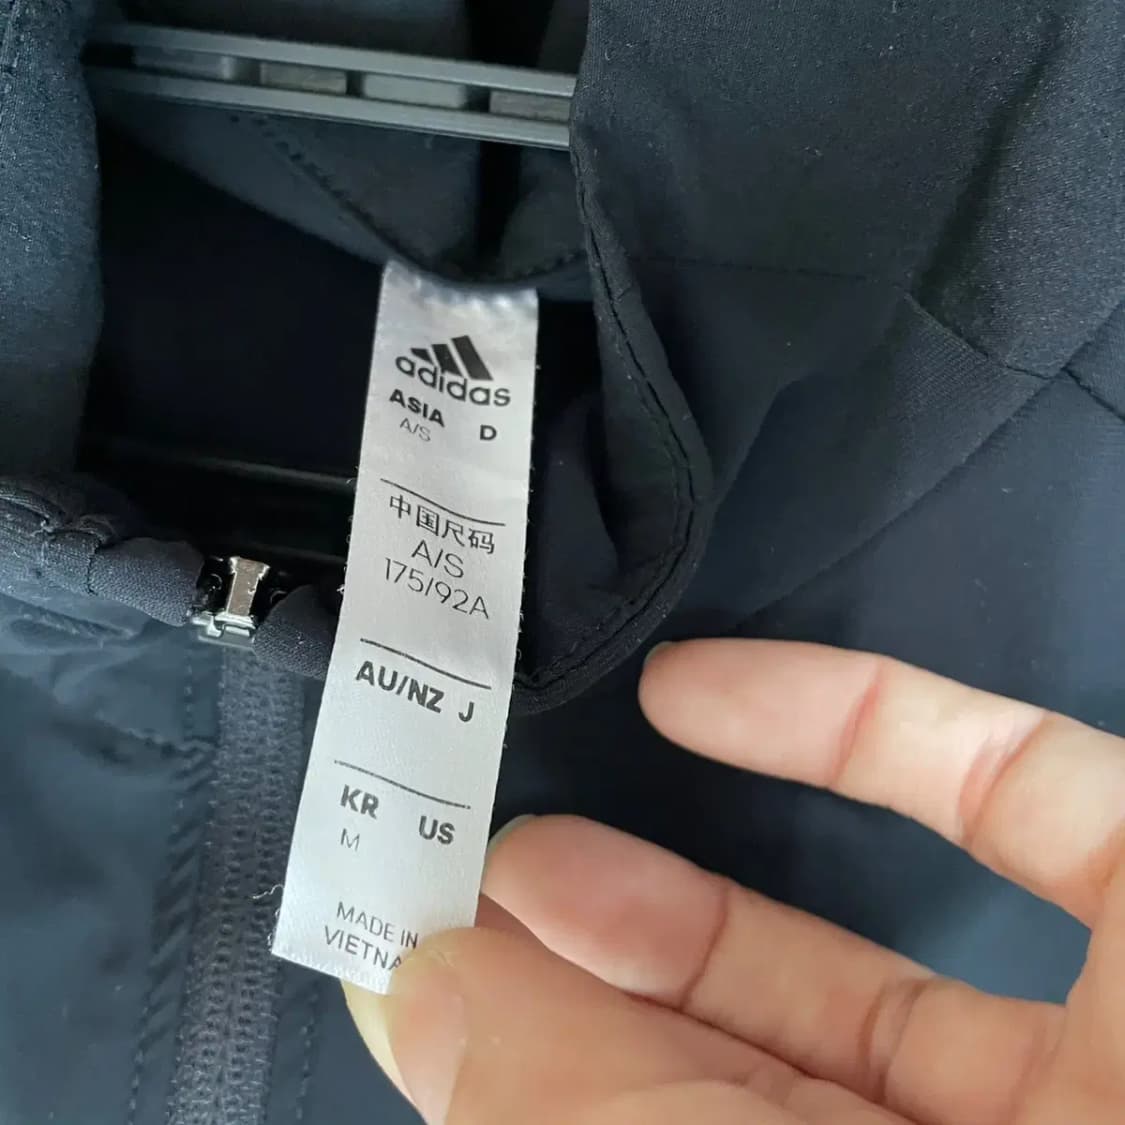 adidas
ASIA D
A/S
中国尺码
A/S
175/92A
AU/NZ J
KR US
M
MADE IN